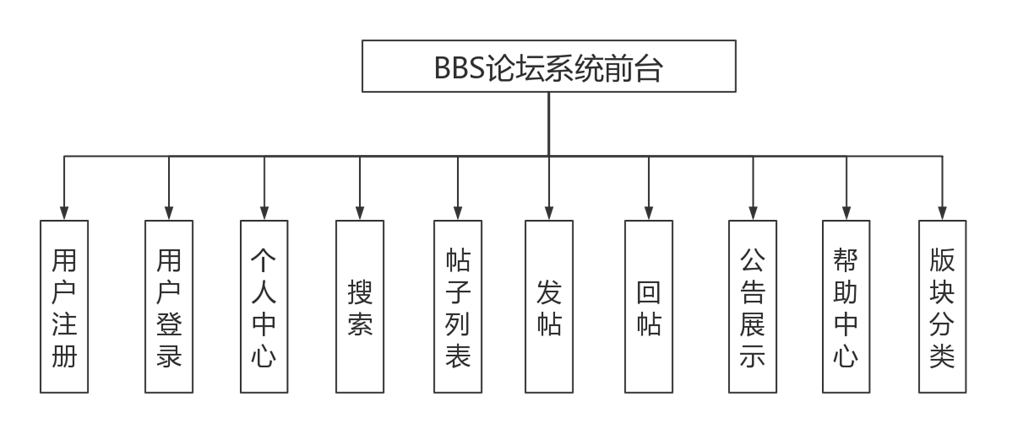 BBS论坛系统前台
用户注册
用户登录
个人中心
搜索
帖子列表
发帖
回帖
公告展示
帮助中心
版块分类